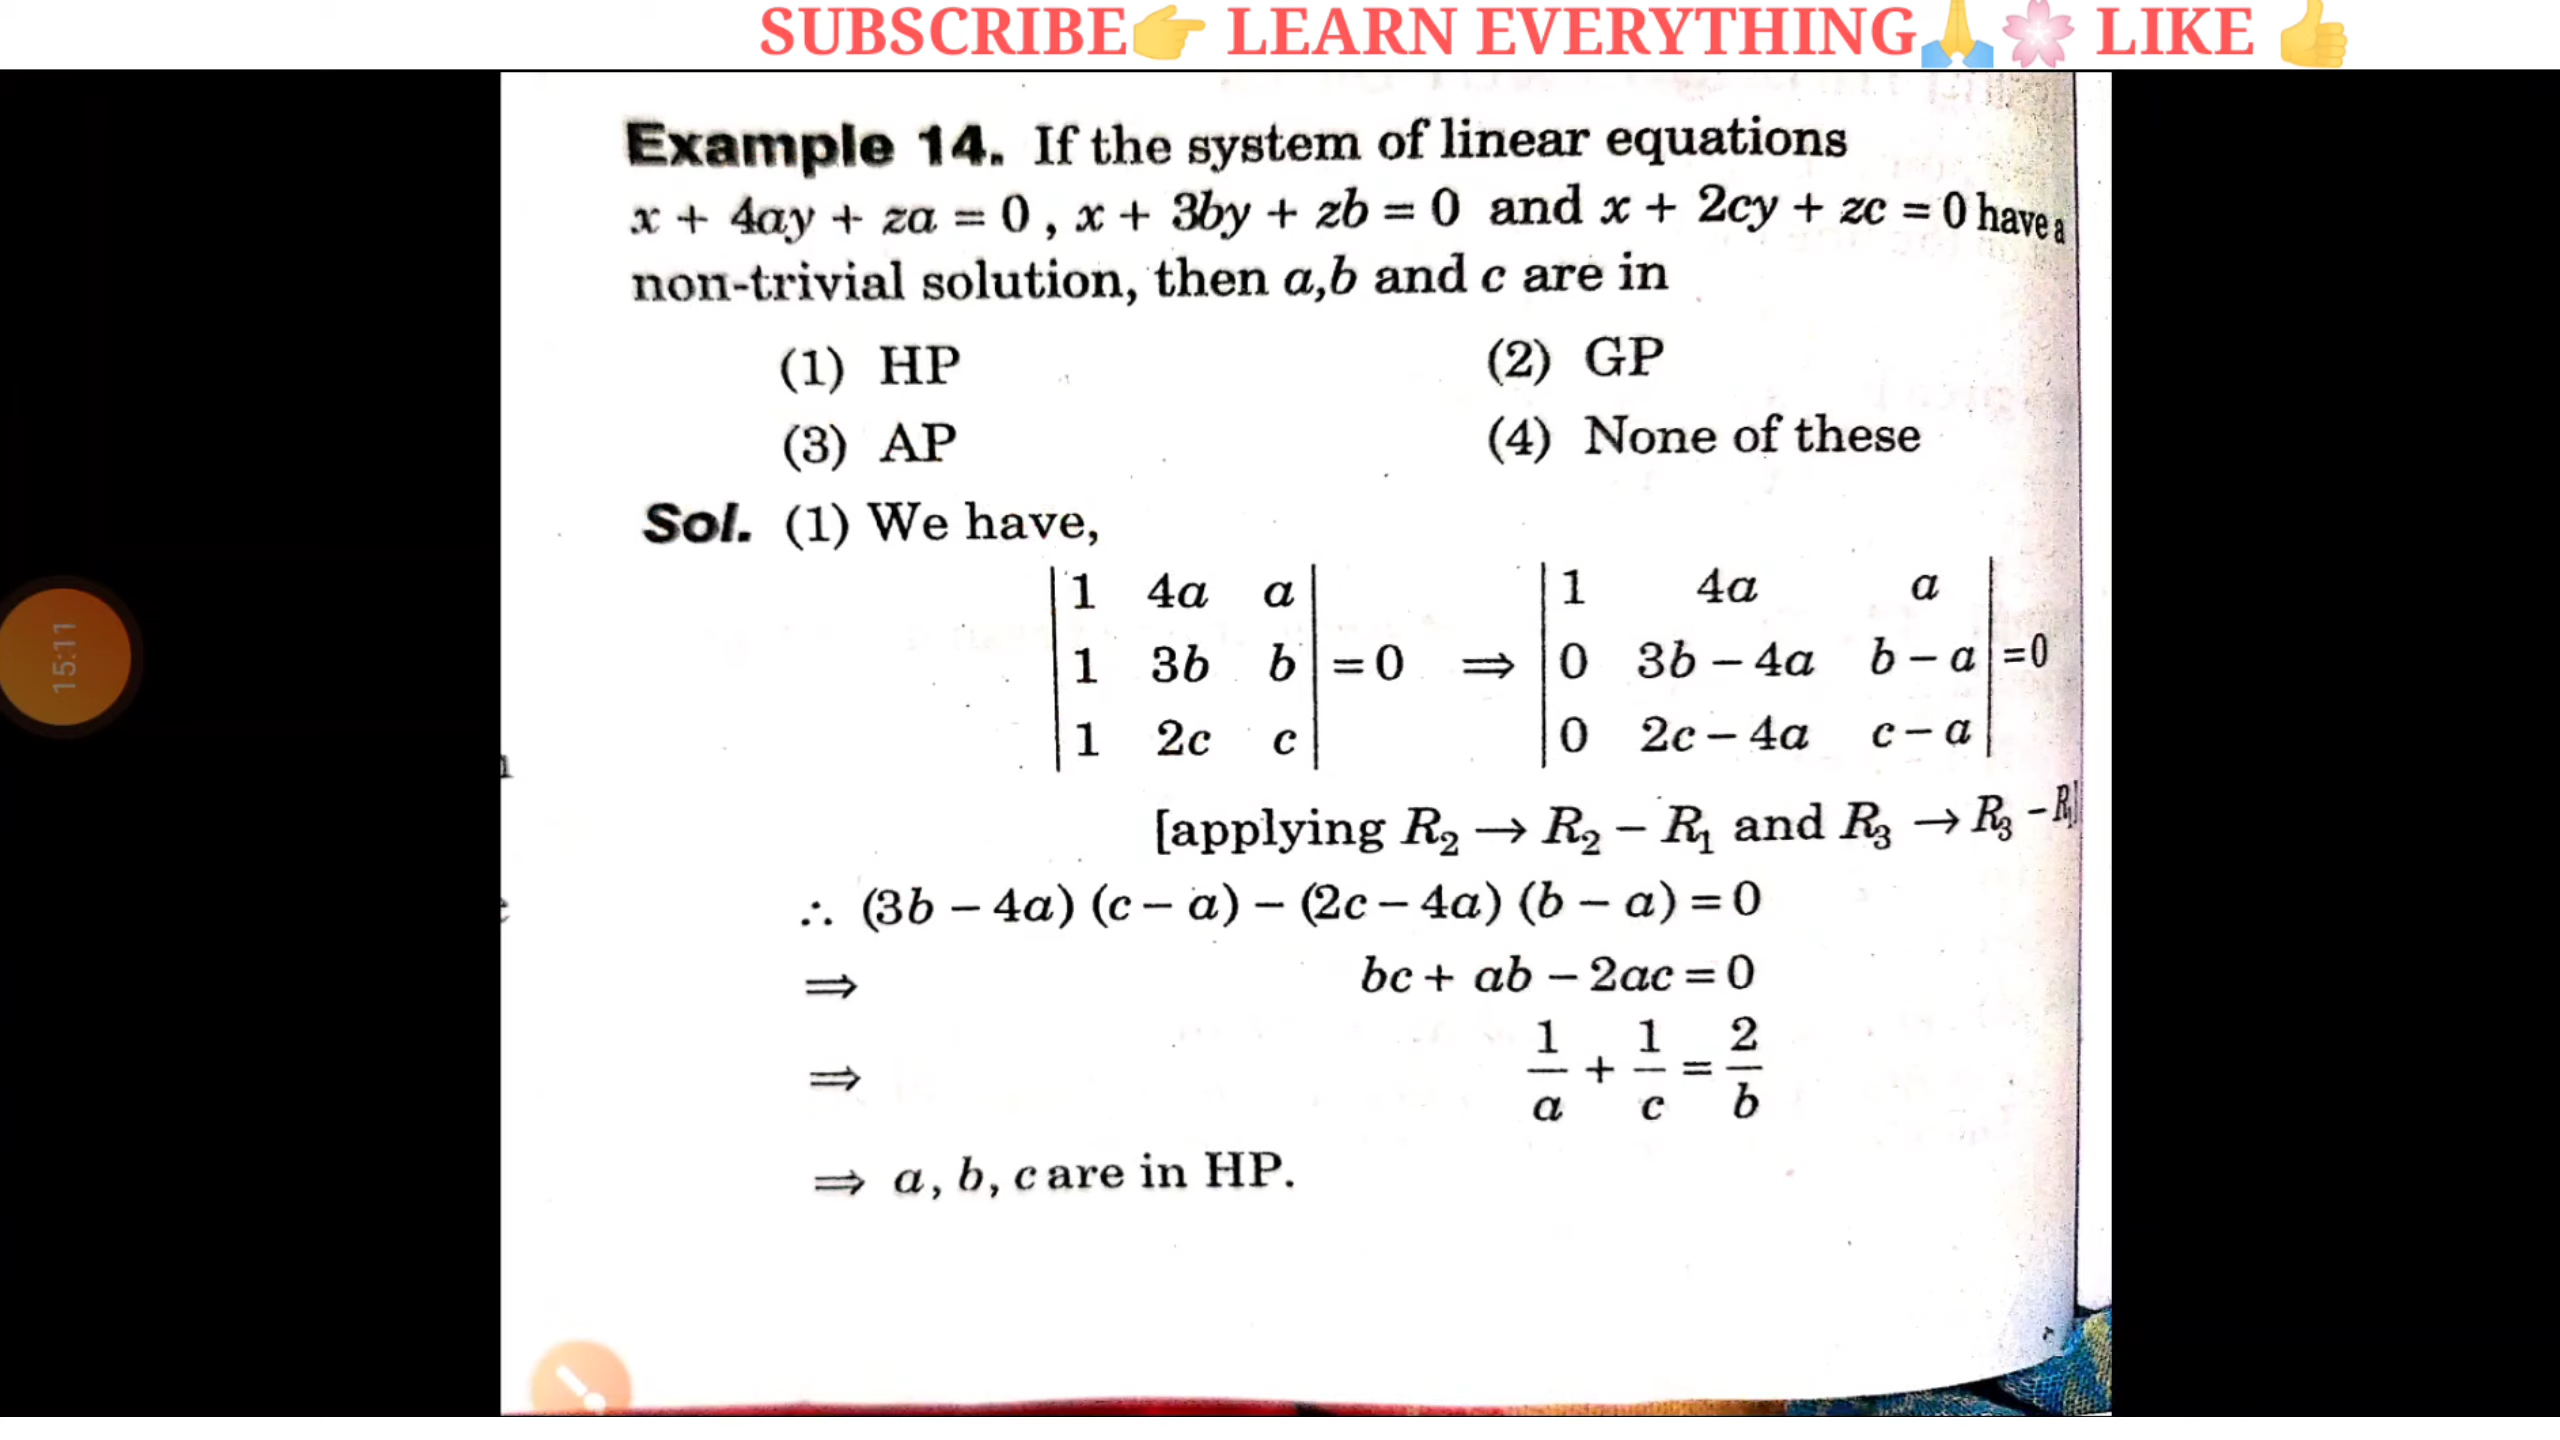 SUBSCRIBE👉 LEARN EVERYTHING🙏🌸 LIKE 👍
Example 14. If the system of linear equations
x + 4ay + za = 0 , x + 3by + zb = 0 and x + 2cy + zc = 0 have a
non-trivial solution, then a,b and c are in
(1) HP (2) GP
(3) AP (4) None of these
Sol. (1) We have,
| 1 4a a | | 1 4a a |
| 1 3b b | = 0 ⇒ | 0 3b – 4a b – a | = 0
| 1 2c c | | 0 2c – 4a c – a |
[applying R₂ → R₂ – R₁ and R₃ → R₃ – R₁]
∴ (3b – 4a) (c – a) – (2c – 4a) (b – a) = 0
⇒ bc + ab – 2ac = 0
⇒ 1/a + 1/c = 2/b
⇒ a, b, c are in HP.
15:11